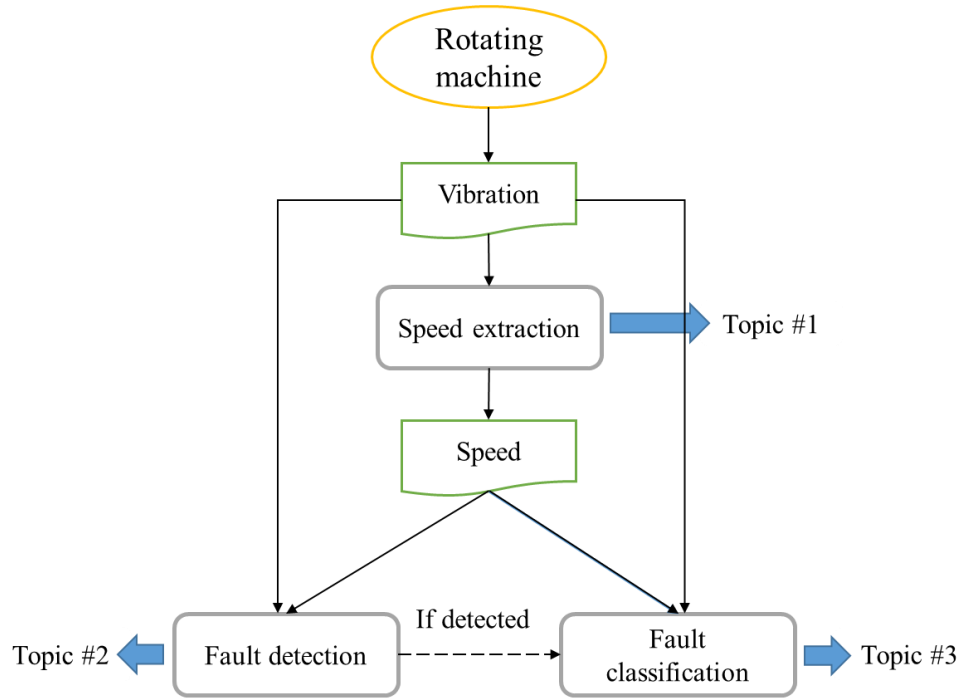 Rotating
machine
Vibration
Speed extraction
Topic #1
Speed
If detected
Topic #2
Fault detection
Fault
classification
Topic #3